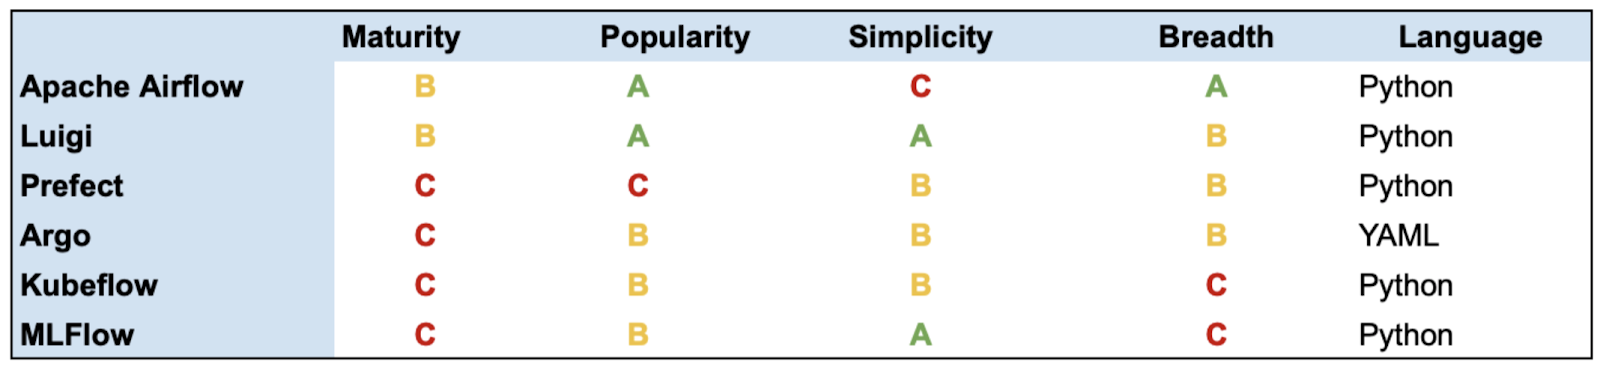 Maturity Popularity Simplicity Breadth Language
Apache Airflow B A C A Python
Luigi B A A B Python
Prefect C C B B Python
Argo C B B B YAML
Kubeflow C B B C Python
MLFlow C B A C Python